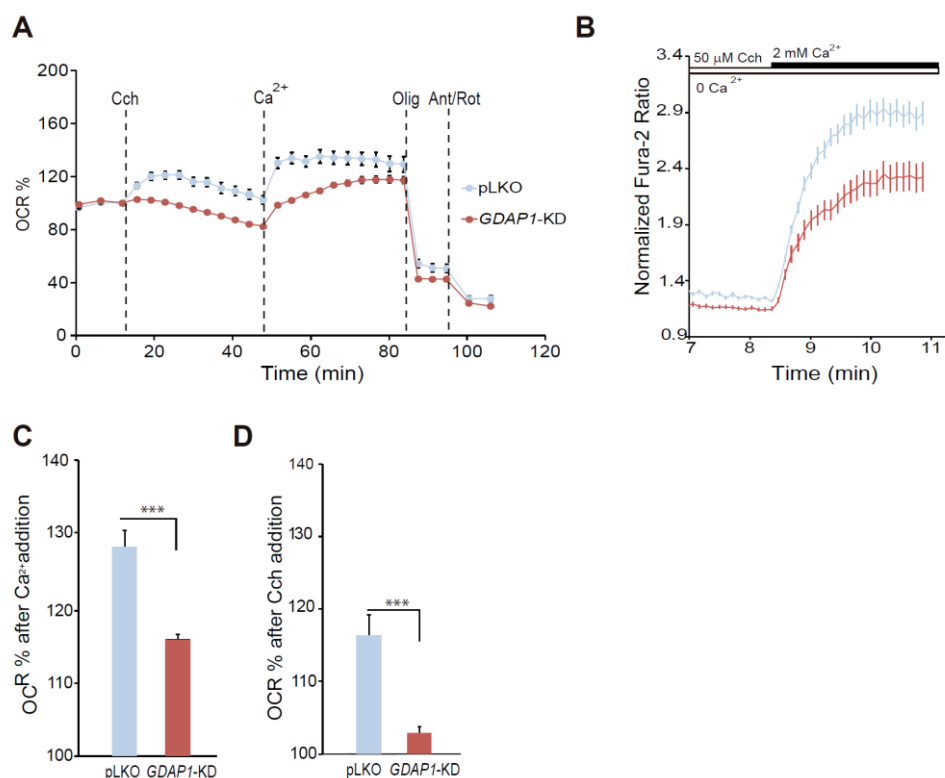 A
200
160
120
80
40
0
OCR %
Cch
Ca²⁺
Olig
Ant/Rot
pLKO
GDAP1-KD
0
20
40
60
80
100
120
Time (min)
B
3.4
2.9
2.4
1.9
1.4
0.9
Normalized Fura-2 Ratio
50 μM Cch
2 mM Ca²⁺
0 Ca²⁺
7
8
9
10
11
Time (min)
C
140
130
120
110
100
OCR % after Ca²⁺addition
***
pLKO
GDAP1-KD
D
140
130
120
110
100
OCR % after Cch addition
***
pLKO
GDAP1-KD